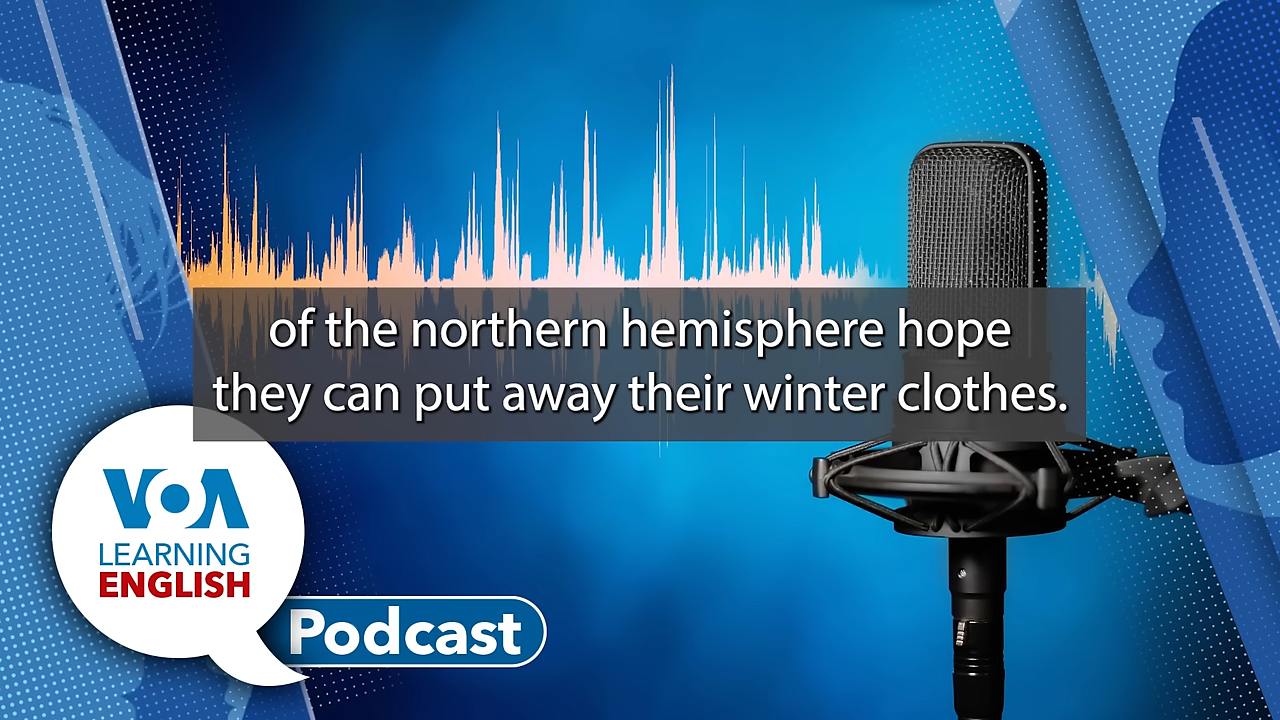 of the northern hemisphere hope
they can put away their winter clothes.
VOA
LEARNING
ENGLISH
Podcast